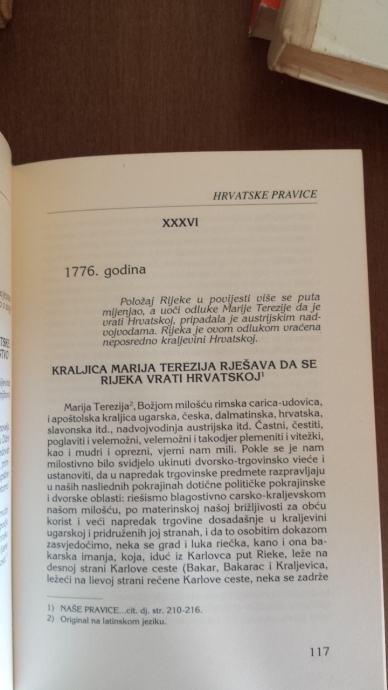 HRVATSKE PRAVICE
XXXVI
1776. godina
Položaj Rijeke u povijesti više se puta
mijenjao, a uoči odluke Marije Terezije da je
vrati Hrvatskoj, pripadala je austrijskim nad-
vojvodama. Rijeka je ovom odlukom vraćena
neposredno kraljevini Hrvatskoj.
KRALJICA MARIJA TEREZIJA RJEŠAVA DA SE
RIJEKA VRATI HRVATSKOJ1
Marija Terezija2, Božjom milošću rimska carica-udovica,
i apoštolska kraljica ugarska, česka, dalmatinska, hrvatska,
slavonska itd., nadvojvodinja austrijska itd. Častni, čestiti,
poglaviti i velemožni, velemožni i takodjer plemeniti i vitežki,
kao i mudri i oprezni, vjerni nam mili. Pokle se je nam
milostivno bilo svidjelo ukinuti dvorsko-trgovinsko vieće i
ustanoviti, da u napredak trgovinske predmete razpravljaju
u naših nasliednih pokrajinah dotične političke pokrajinske
i dvorske oblasti: riešismo blagostivno carsko-kraljevskom
našom milošću, po materinskoj našoj brižljivosti za obću
korist i veći napredak trgovine dosadašnje u kraljevini
ugarskoj i pridruženih joj stranah, i da to osobitim dokazom
zasvjedočimo, neka se grad i luka riečka, kano i ona ba-
karska imanja, koja, iduć iz Karlovca put Rieke, leže na
desnoj strani Karlove ceste (Bakar, Bakarac i Kraljevica,
ležeći na lievoj strani rečene Karlove ceste, neka se zadrže
1) NAŠE PRAVICE...cit. dj. str. 210-216.
2) Original na latinskom jeziku.
117